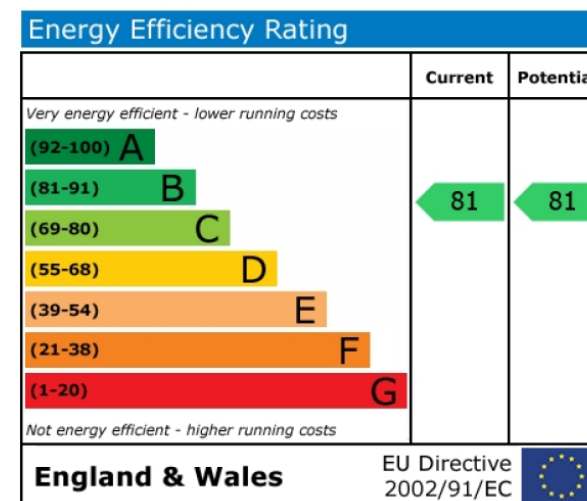 Energy Efficiency Rating
Current Potentia
Very energy efficient - lower running costs
(92-100) A
(81-91) B
81 81
(69-80) C
(55-68) D
(39-54) E
(21-38) F
(1-20) G
Not energy efficient - higher running costs
England & Wales
EU Directive
2002/91/EC